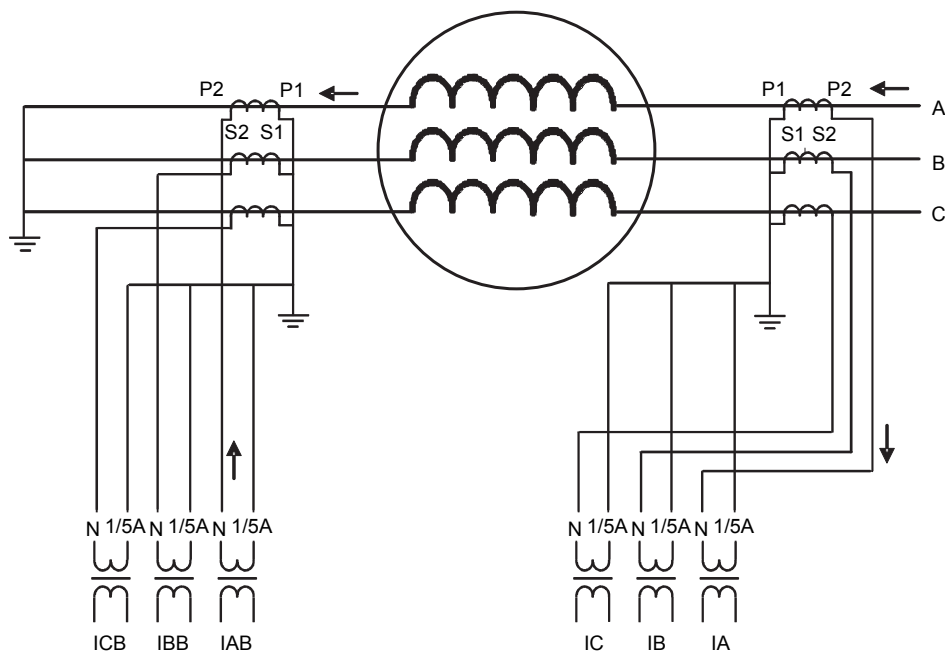 P2 P1 P1 P2
A
S2 S1 S1 S2
B
C
N 1/5A N 1/5A N 1/5A N 1/5A N 1/5A N 1/5A
ICB IBB IAB IC IB IA